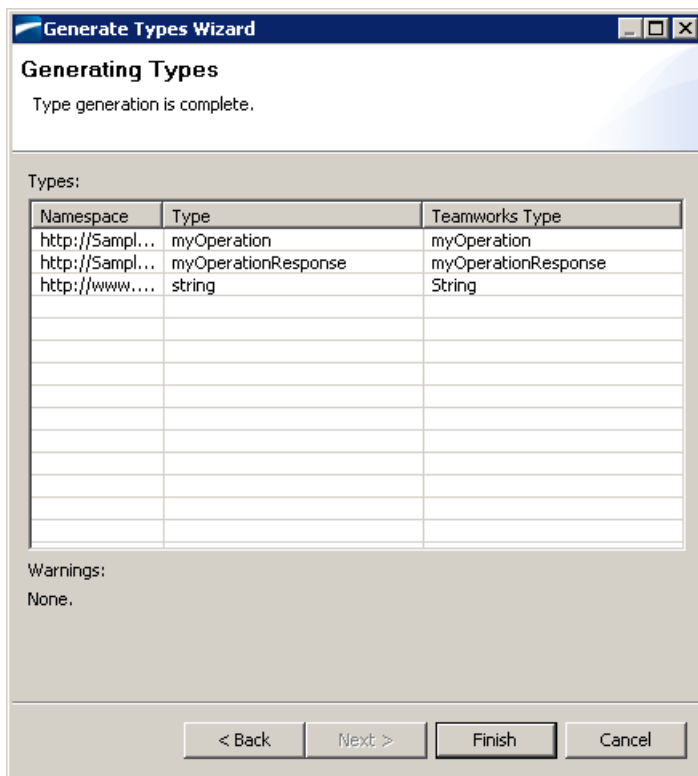 Generate Types Wizard
Generating Types
Type generation is complete.
Types:
Namespace Type Teamworks Type
http://Sampl... myOperation myOperation
http://Sampl... myOperationResponse myOperationResponse
http://www.... string String
Warnings:
None.
< Back Next > Finish Cancel